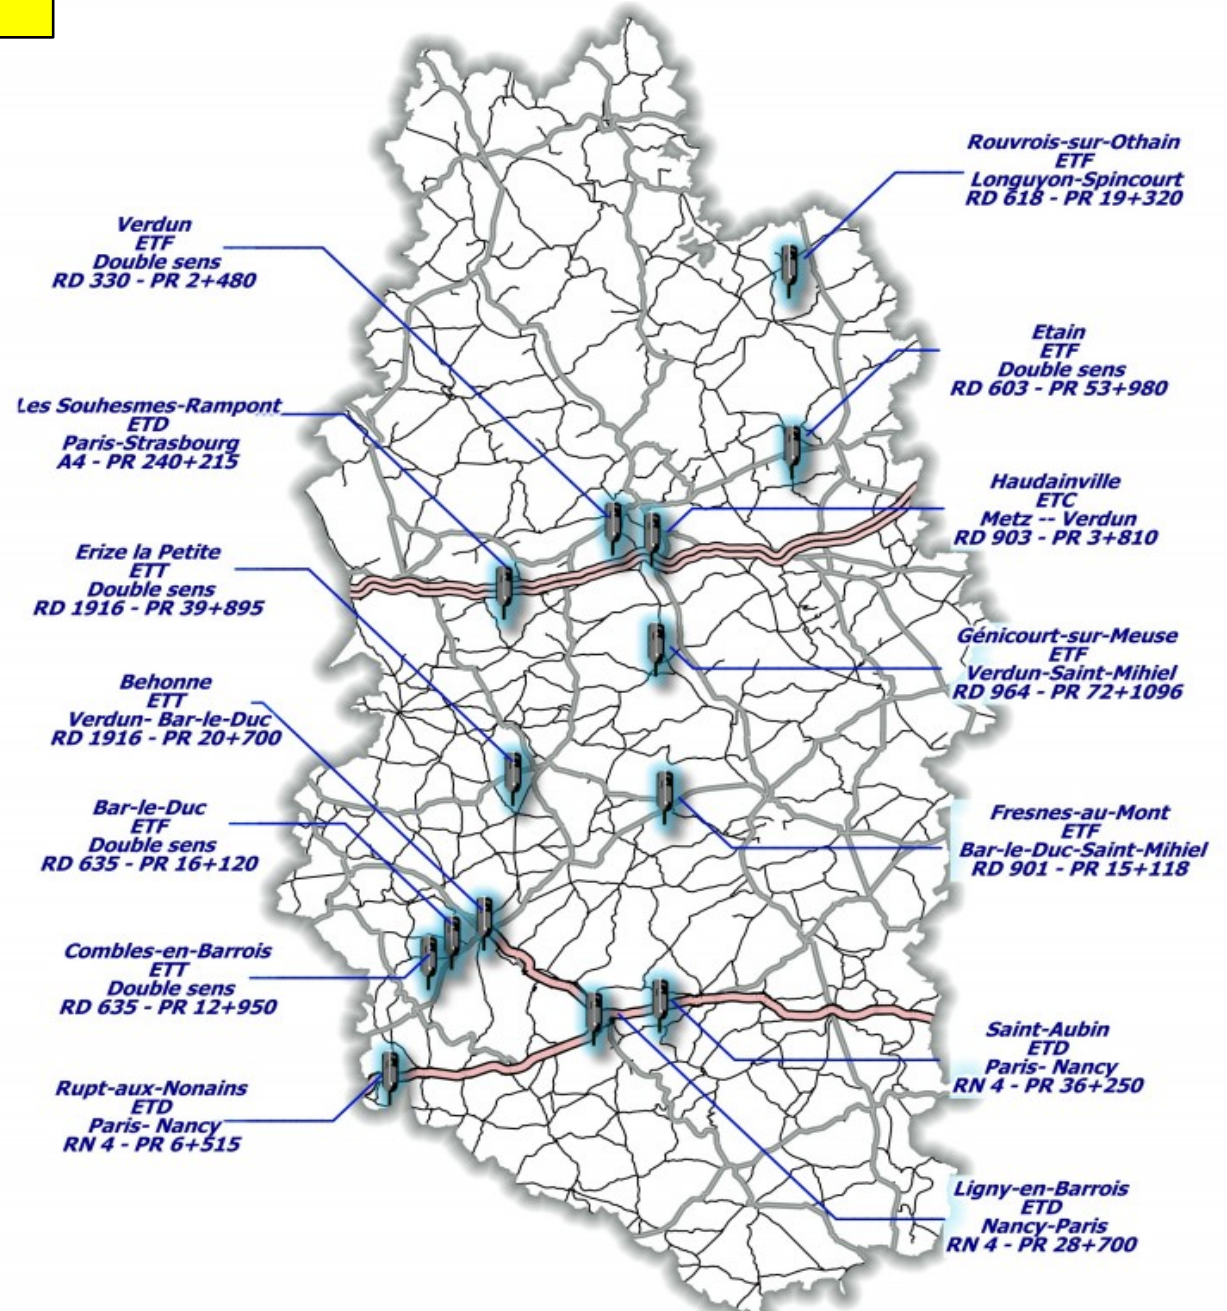 Rouvrois-sur-Othain
ETF
Longuyon-Spincourt
RD 618 - PR 19+320
Verdun
ETF
Double sens
RD 330 - PR 2+480
Etain
ETF
Double sens
RD 603 - PR 53+980
Les Souhesmes-Rampont
ETD
Paris-Strasbourg
A4 - PR 240+215
Haudainville
ETC
Metz -- Verdun
RD 903 - PR 3+810
Erize la Petite
ETT
Double sens
RD 1916 - PR 39+895
Génicourt-sur-Meuse
ETF
Verdun-Saint-Mihiel
RD 964 - PR 72+1096
Behonne
ETT
Verdun- Bar-le-Duc
RD 1916 - PR 20+700
Bar-le-Duc
ETF
Double sens
RD 635 - PR 16+120
Fresnes-au-Mont
ETF
Bar-le-Duc-Saint-Mihiel
RD 901 - PR 15+118
Combles-en-Barrois
ETT
Double sens
RD 635 - PR 12+950
Saint-Aubin
ETD
Paris- Nancy
RN 4 - PR 36+250
Rupt-aux-Nonains
ETD
Paris- Nancy
RN 4 - PR 6+515
Ligny-en-Barrois
ETD
Nancy-Paris
RN 4 - PR 28+700